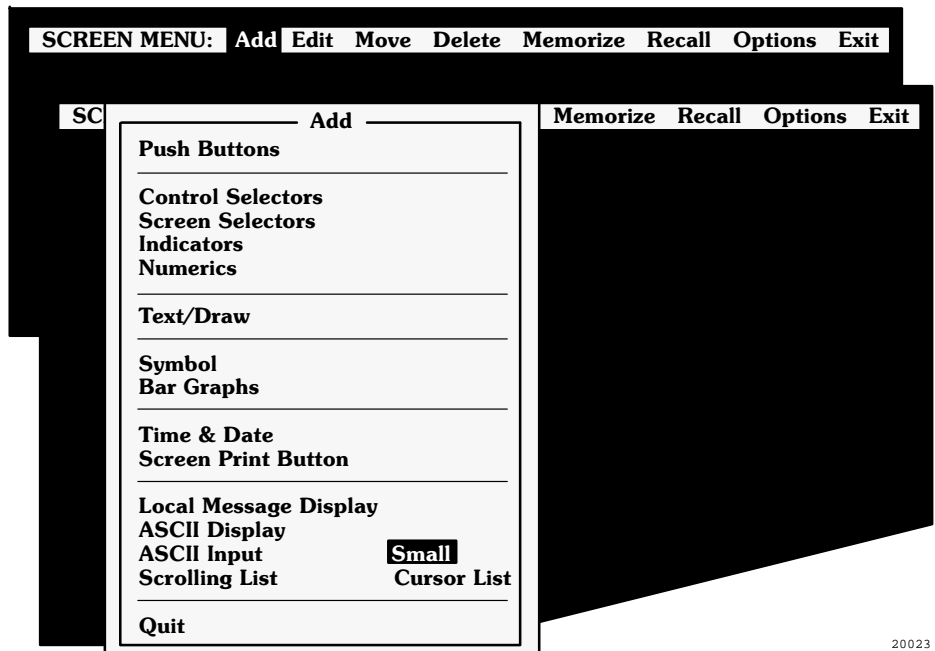 SCREEN MENU: Add Edit Move Delete Memorize Recall Options Exit
SC Memorize Recall Options Exit
Add
Push Buttons
Control Selectors
Screen Selectors
Indicators
Numerics
Text/Draw
Symbol
Bar Graphs
Time & Date
Screen Print Button
Local Message Display
ASCII Display
ASCII Input Small
Scrolling List Cursor List
Quit
20023